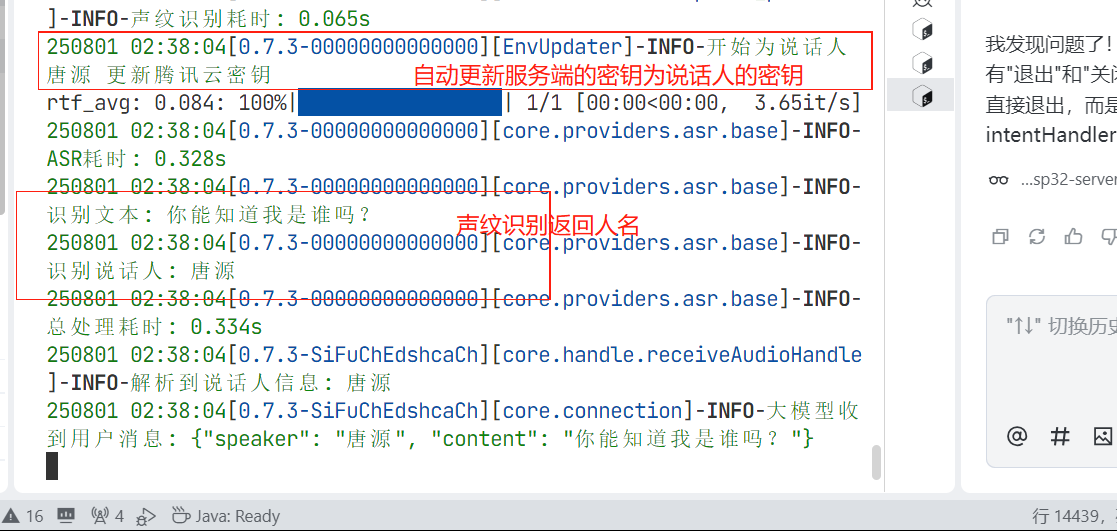 ]-INFO-声纹识别耗时: 0.065s
250801 02:38:04[0.7.3-00000000000000][EnvUpdater]-INFO-开始为说话人
唐源 更新腾讯云密钥
自动更新服务端的密钥为说话人的密钥
rtf_avg: 0.084: 100%| | 1/1 [00:00<00:00, 3.65it/s]
250801 02:38:04[0.7.3-00000000000000][core.providers.asr.base]-INFO-
ASR耗时: 0.328s
250801 02:38:04[0.7.3-00000000000000][core.providers.asr.base]-INFO-
识别文本: 你能知道我是谁吗？
声纹识别返回人名
250801 02:38:04[0.7.3-00000000000000][core.providers.asr.base]-INFO-
识别说话人: 唐源
250801 02:38:04[0.7.3-00000000000000][core.providers.asr.base]-INFO-
总处理耗时: 0.334s
250801 02:38:04[0.7.3-SiFuChEdshcaCh][core.handle.receiveAudioHandle
]-INFO-解析到说话人信息: 唐源
250801 02:38:04[0.7.3-SiFuChEdshcaCh][core.connection]-INFO-大模型收
到用户消息: {"speaker": "唐源", "content": "你能知道我是谁吗？"}
我发现问题了！
有"退出"和"关闭
直接退出，而是
intentHandler
...sp32-server
"↑↓" 切换历史
@ #
16 4 Java: Ready
行 14439，